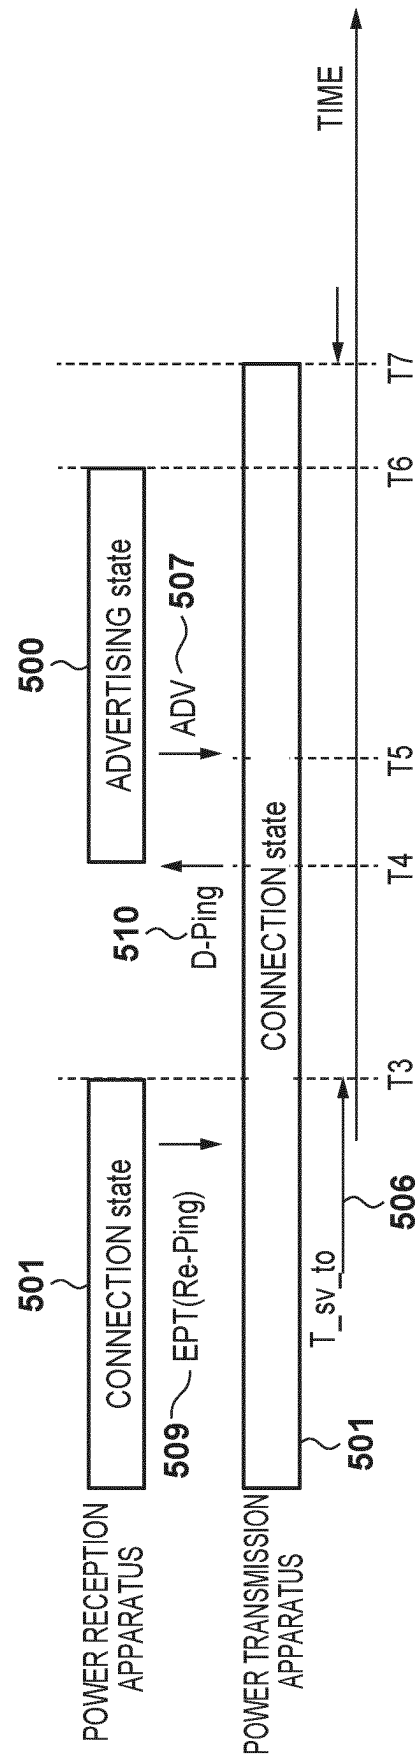 501
500
POWER RECEPTION
APPARATUS
CONNECTION state
ADVERTISING state
509
EPT(Re-Ping)
510
D-Ping
ADV
507
POWER TRANSMISSION
APPARATUS
CONNECTION state
501
T_sv_to
506
TIME
T3
T4
T5
T6
T7